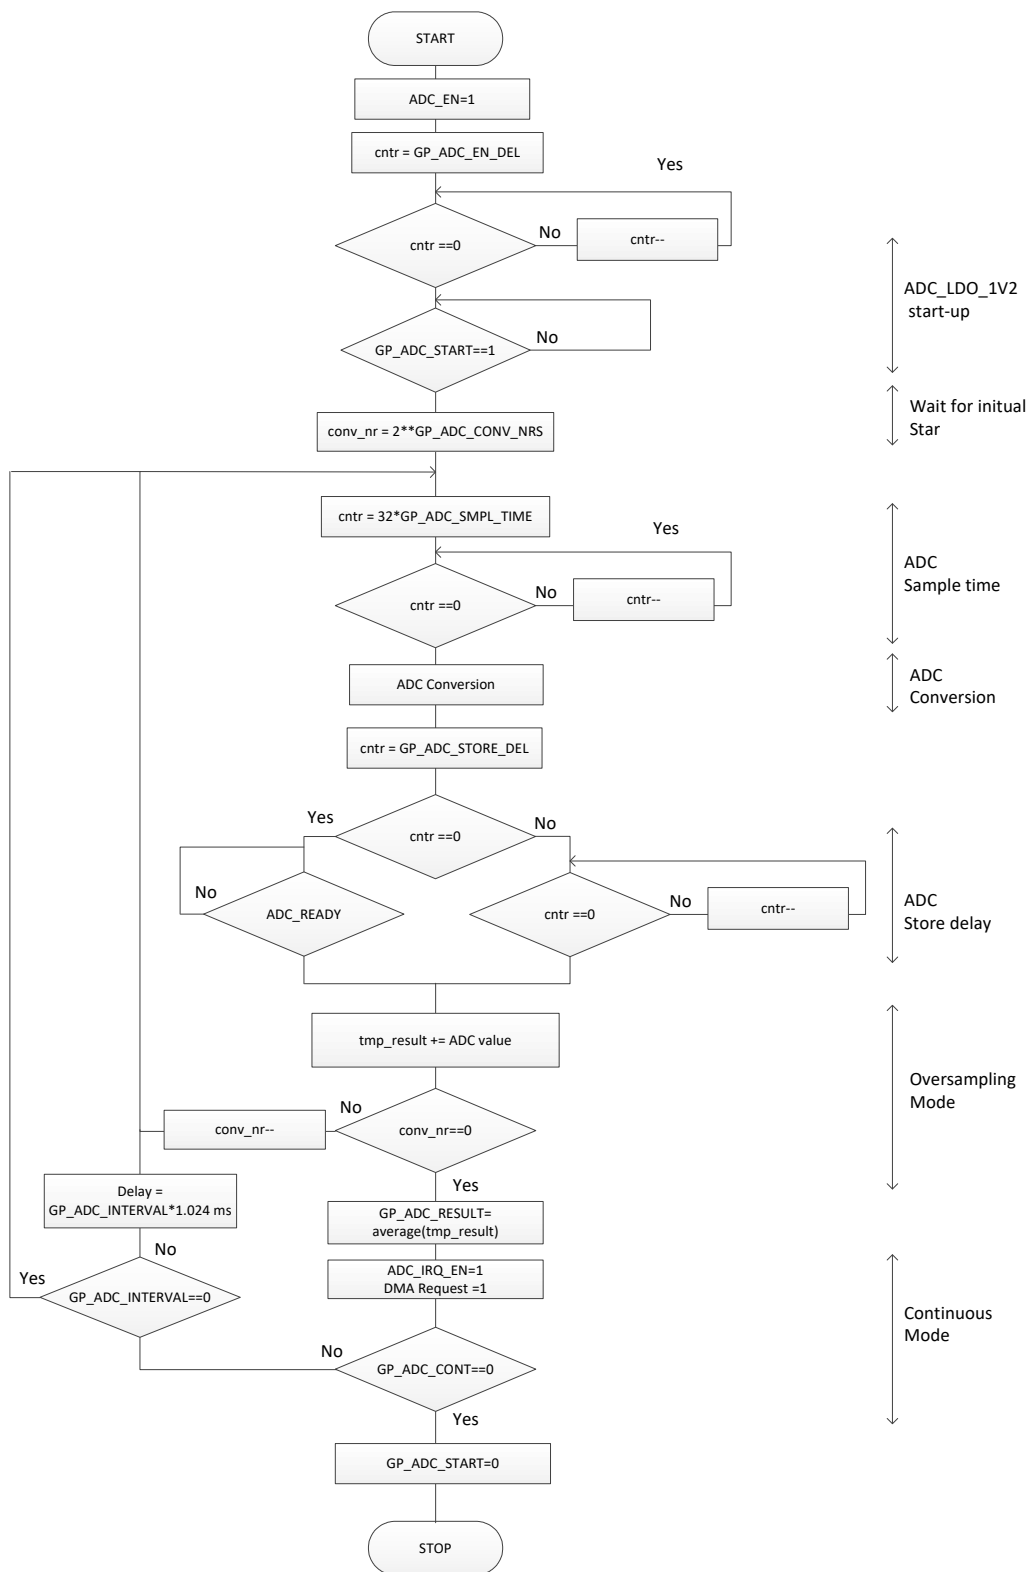 START
ADC_EN=1
cntr = GP_ADC_EN_DEL
Yes
cntr ==0
No
cntr--
ADC_LDO_1V2
start-up
GP_ADC_START==1
No
Wait for initual
Star
conv_nr = 2**GP_ADC_CONV_NRS
cntr = 32*GP_ADC_SMPL_TIME
Yes
ADC
Sample time
cntr ==0
No
cntr--
ADC Conversion
ADC
Conversion
cntr = GP_ADC_STORE_DEL
Yes
cntr ==0
No
No
ADC_READY
cntr ==0
No
cntr--
ADC
Store delay
tmp_result += ADC value
Oversampling
Mode
conv_nr--
No
conv_nr==0
Yes
Delay =
GP_ADC_INTERVAL*1.024 ms
GP_ADC_RESULT=
average(tmp_result)
No
Yes
GP_ADC_INTERVAL==0
ADC_IRQ_EN=1
DMA Request =1
Continuous
Mode
No
GP_ADC_CONT==0
Yes
GP_ADC_START=0
STOP